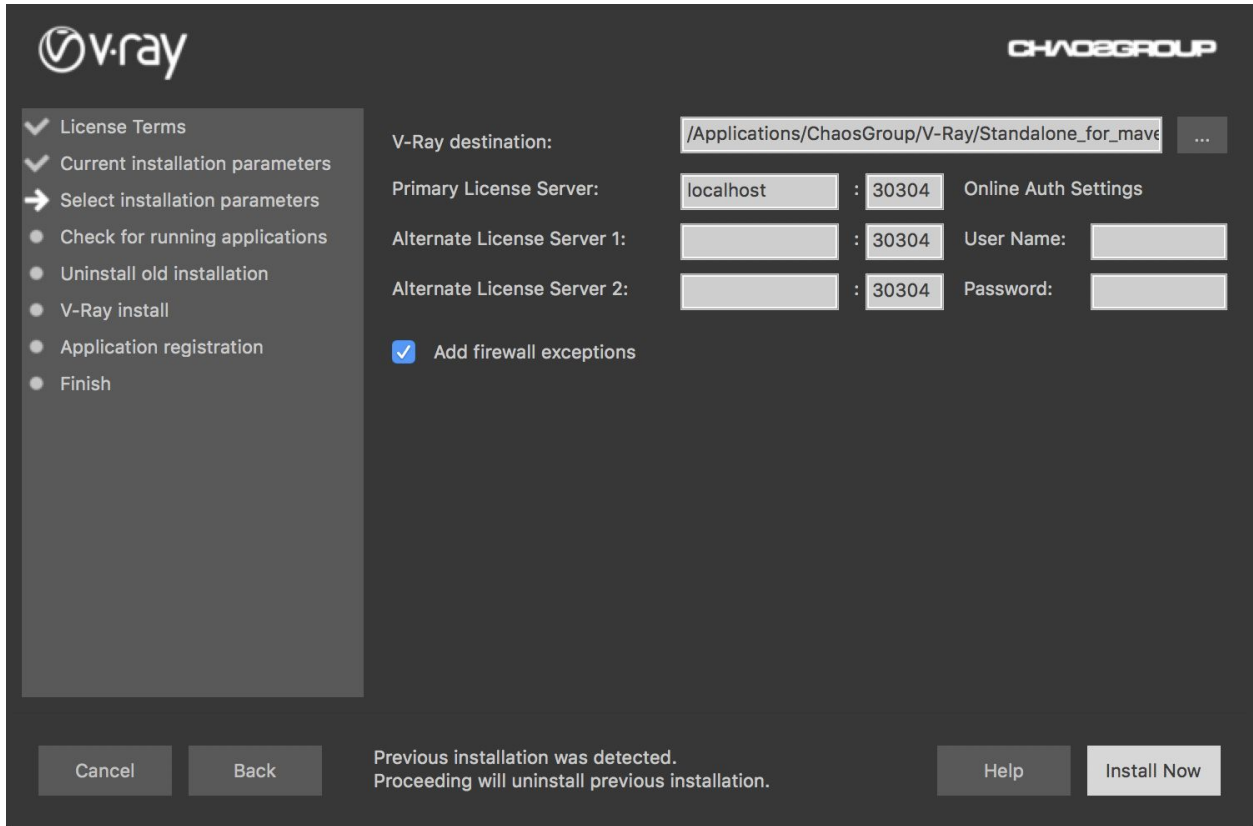 v·ray
CHAOSGROUP
License Terms
Current installation parameters
Select installation parameters
Check for running applications
Uninstall old installation
V-Ray install
Application registration
Finish
V-Ray destination: /Applications/ChaosGroup/V-Ray/Standalone_for_mave ...
Primary License Server: localhost : 30304 Online Auth Settings
Alternate License Server 1: : 30304 User Name:
Alternate License Server 2: : 30304 Password:
Add firewall exceptions
Cancel Back
Previous installation was detected.
Proceeding will uninstall previous installation.
Help Install Now